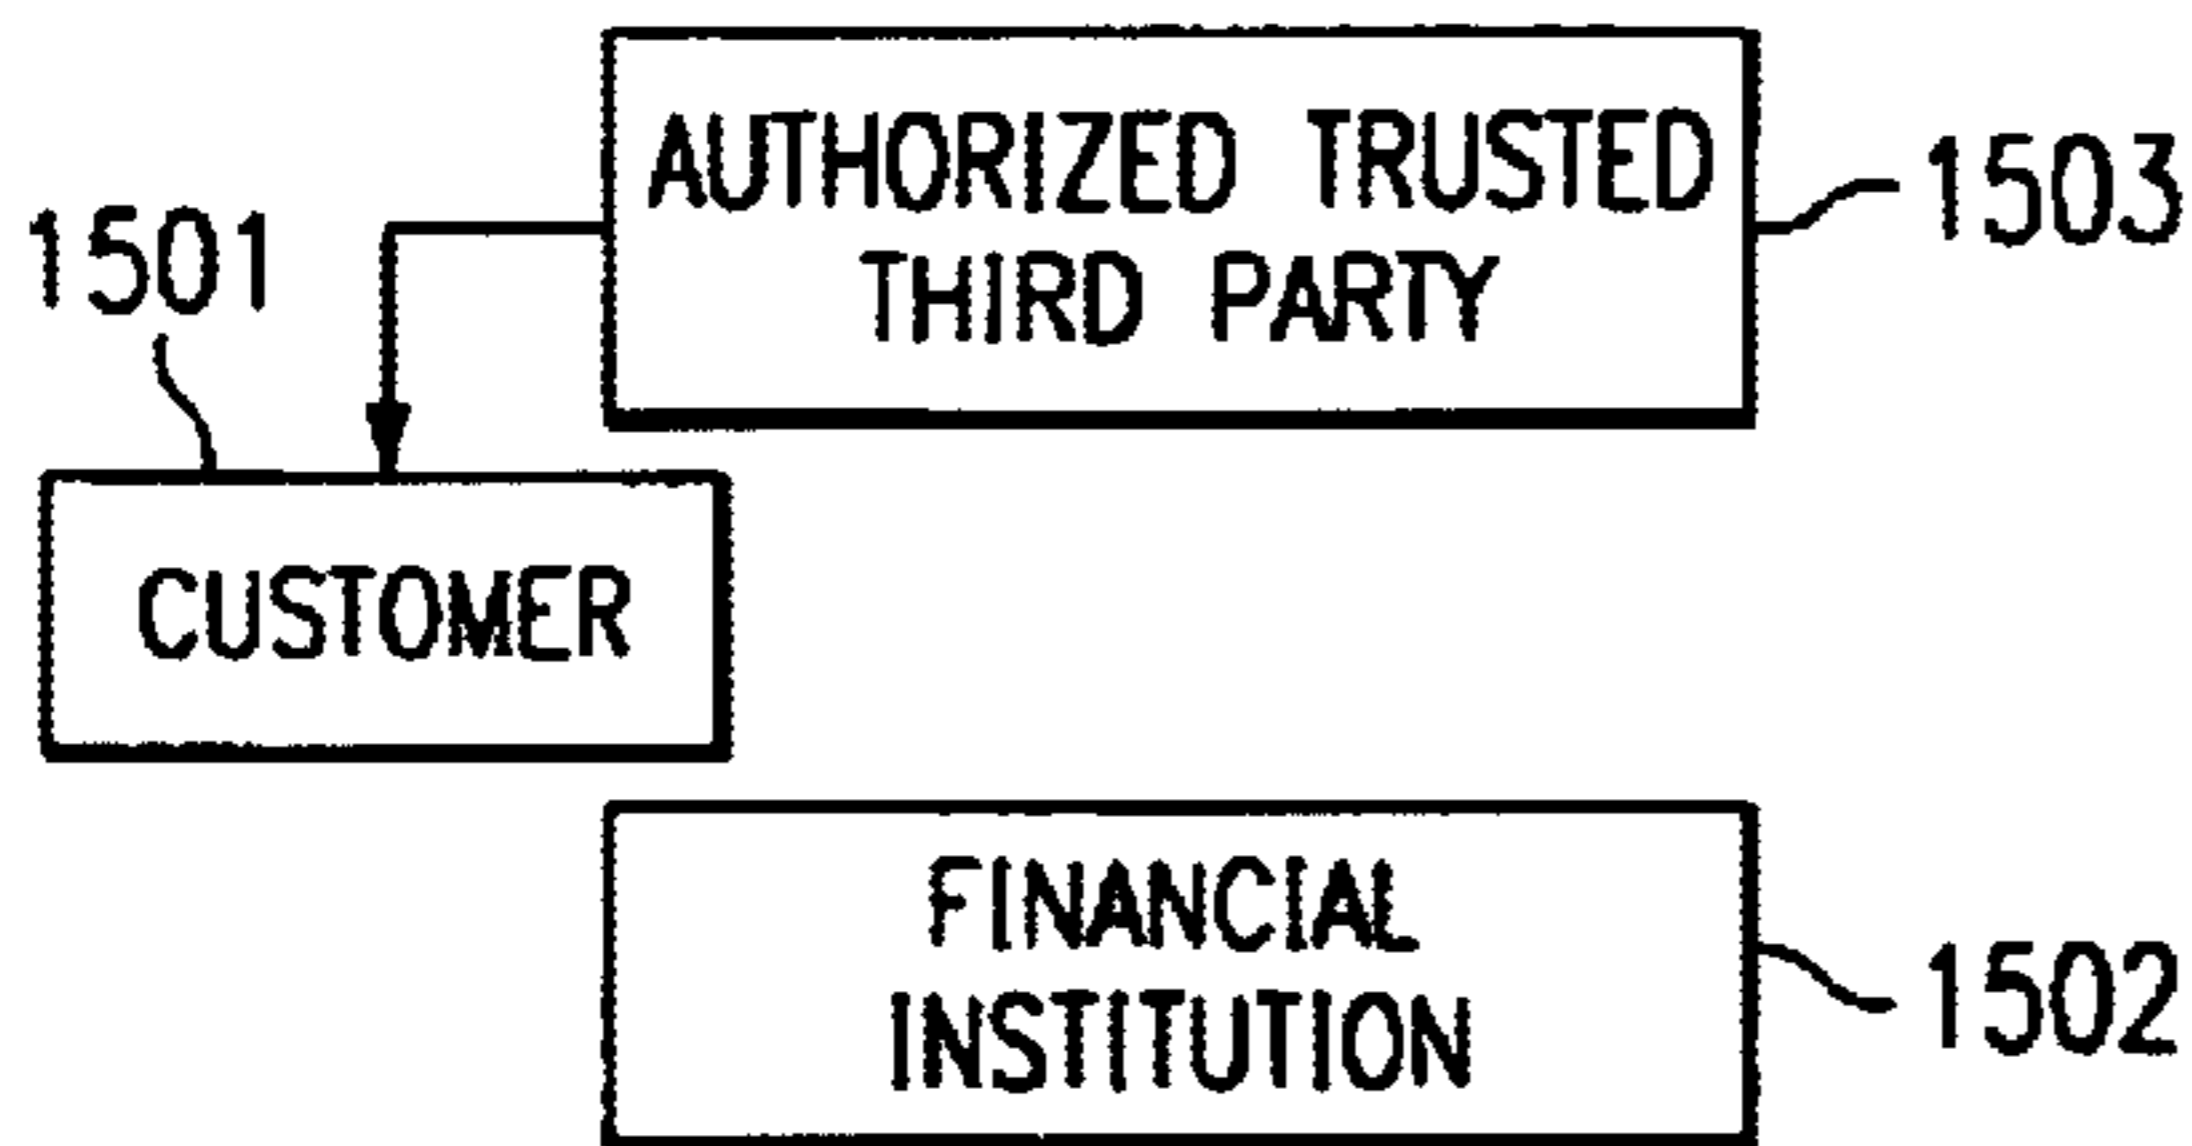 AUTHORIZED TRUSTED
THIRD PARTY
1503
1501
CUSTOMER
FINANCIAL
INSTITUTION
1502